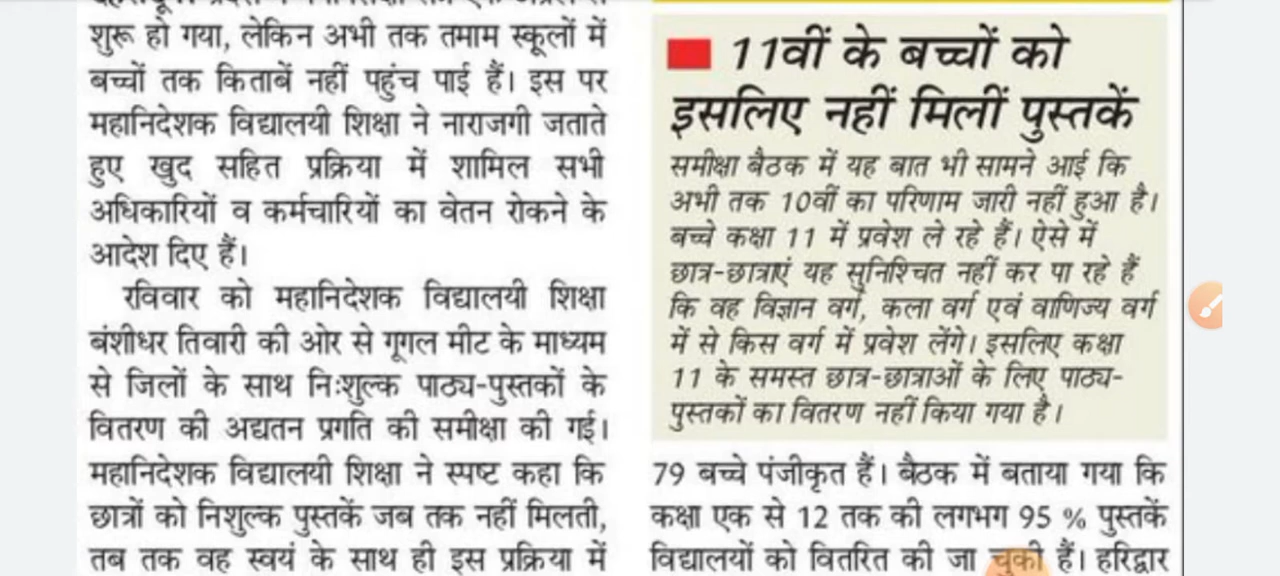 शुरू हो गया, लेकिन अभी तक तमाम स्कूलों में
बच्चों तक किताबें नहीं पहुंच पाई हैं। इस पर
महानिदेशक विद्यालयी शिक्षा ने नाराजगी जताते
हुए खुद सहित प्रक्रिया में शामिल सभी
अधिकारियों व कर्मचारियों का वेतन रोकने के
आदेश दिए हैं।
रविवार को महानिदेशक विद्यालयी शिक्षा
बंशीधर तिवारी की ओर से गूगल मीट के माध्यम
से जिलों के साथ निःशुल्क पाठ्य-पुस्तकों के
वितरण की अद्यतन प्रगति की समीक्षा की गई।
महानिदेशक विद्यालयी शिक्षा ने स्पष्ट कहा कि
छात्रों को निशुल्क पुस्तकें जब तक नहीं मिलती,
तब तक वह स्वयं के साथ ही इस प्रक्रिया में
11वीं के बच्चों को
इसलिए नहीं मिलीं पुस्तकें
समीक्षा बैठक में यह बात भी सामने आई कि
अभी तक 10वीं का परिणाम जारी नहीं हुआ है।
बच्चे कक्षा 11 में प्रवेश ले रहे हैं। ऐसे में
छात्र-छात्राएं यह सुनिश्चित नहीं कर पा रहे हैं
कि वह विज्ञान वर्ग, कला वर्ग एवं वाणिज्य वर्ग
में से किस वर्ग में प्रवेश लेंगे। इसलिए कक्षा
11 के समस्त छात्र-छात्राओं के लिए पाठ्य-
पुस्तकों का वितरण नहीं किया गया है।
79 बच्चे पंजीकृत हैं। बैठक में बताया गया कि
कक्षा एक से 12 तक की लगभग 95 % पुस्तकें
विद्यालयों को वितरित की जा चुकी हैं। हरिद्वार